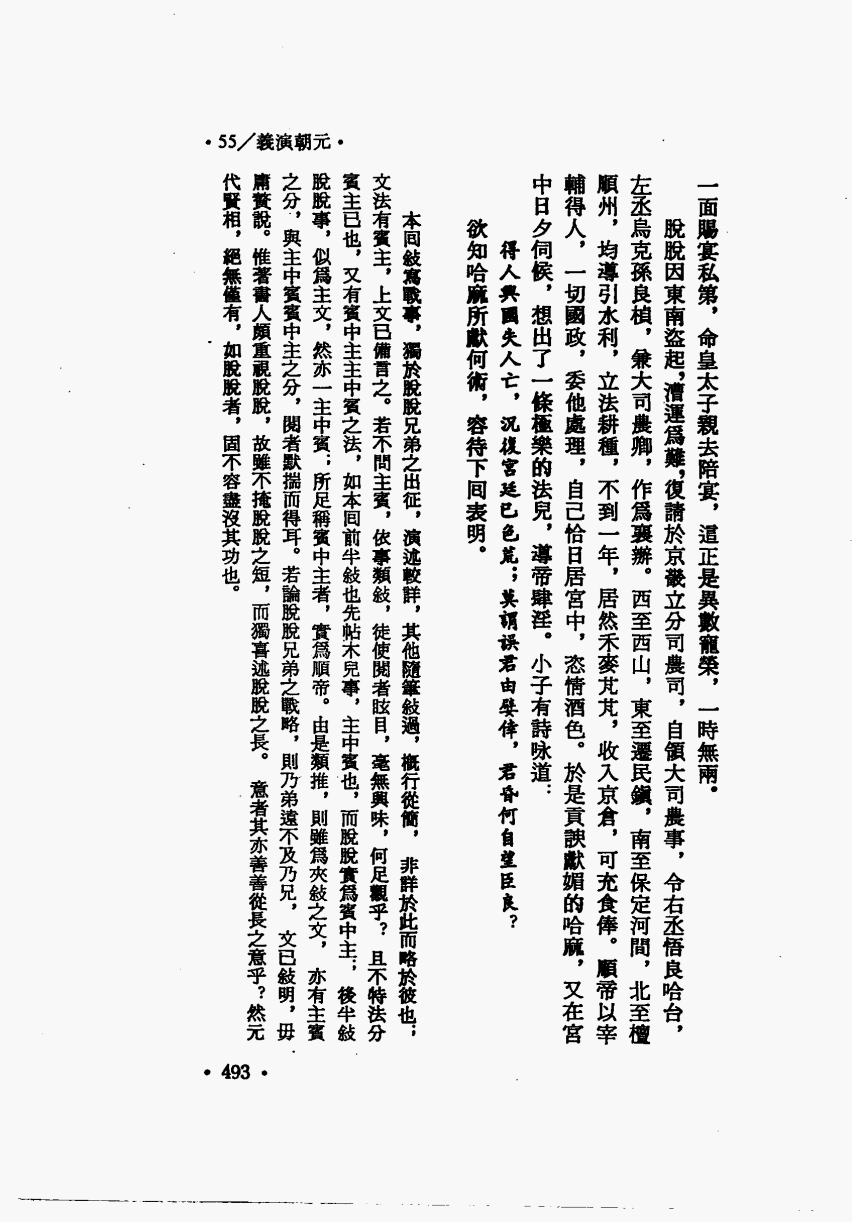 •55／義演朝元•
一面賜宴私第，命皇太子親去陪宴，這正是異數寵榮，一時無兩。
脫脫因東南盜起，漕運爲難，復請於京畿立分司農司，自領大司農事，令右丞悟良哈台，
左丞烏克孫良楨，兼大司農卿，作爲襄辦。西至西山，東至遷民鎭，南至保定河間，北至檀
順州，均導引水利，立法耕種，不到一年，居然禾麥芃芃，收入京倉，可充食俸。順帝以宰
輔得人，一切國政，委他處理，自己恰日居宮中，恣情酒色。於是貢諛獻媚的哈麻，又在宮
中日夕伺候，想出了一條極樂的法兒，導帝肆淫。小子有詩咏道：
得人興國失人亡，況復宮廷已色荒；莫謂誤君由嬖倖，君昏何自望臣良？
欲知哈麻所獻何術，容待下囘表明。
本囘敍寫戰事，獨於脫脫兄弟之出征，演述較詳，其他隨筆敍過，槪行從簡，非詳於此而略於彼也；
文法有賓主，上文已備言之。若不問主賓，依事類敍，徒使閱者眩目，毫無興味，何足觀乎？且不特法分
賓主已也，又有賓中主主中賓之法，如本囘前半敍也先帖木兒事，主中賓也，而脫脫實爲賓中主；後半敍
脫脫事，似爲主文，然亦一主中賓；所足稱賓中主者，實爲順帝。由是類推，則雖爲夾敍之文，亦有主賓
之分，與主中賓賓中主之分，閱者默揣而得耳。若論脫脫兄弟之戰略，則乃弟遠不及乃兄，文已敍明，毋
庸贅說。惟著書人頗重視脫脫，故雖不掩脫脫之短，而獨喜述脫脫之長。意者其亦善善從長之意乎？然元
代賢相，絕無僅有，如脫脫者，固不容盡沒其功也。
•493•